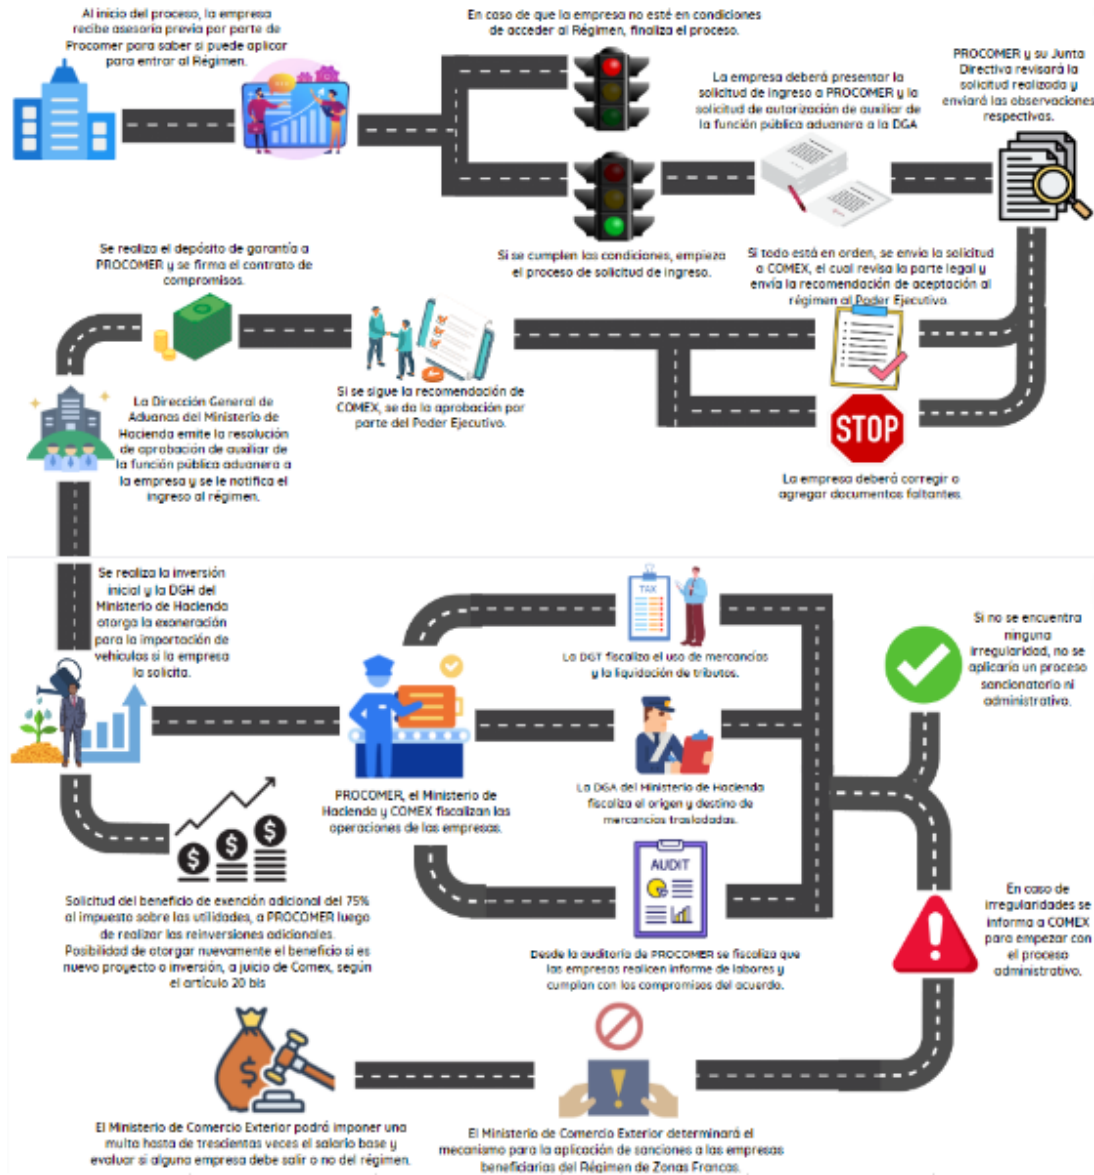 Al inicio del proceso, la empresa
recibe asesoría previa por parte de
Procomer para saber si puede aplicar
para entrar al Régimen.
En caso de que la empresa no esté en condiciones
de acceder al Régimen, finaliza el proceso.
La empresa deberá presentar la
solicitud de ingreso a PROCOMER y la
solicitud de autorización de auxiliar de
la función pública aduanera a la DGA
PROCOMER y su Junta
Directiva revisará la
solicitud realizada y
enviará las observaciones
respectivas.
Si se cumplen las condiciones, empieza
el proceso de solicitud de ingreso.
Si todo está en orden, se envía la solicitud
a COMEX, el cual revisa la parte legal y
envía la recomendación de aceptación al
régimen al Poder Ejecutivo.
STOP
La empresa deberá corregir o
agregar documentos faltantes.
Si se sigue la recomendación de
COMEX, se da la aprobación por
parte del Poder Ejecutivo.
Se realiza el depósito de garantía a
PROCOMER y se firma el contrato de
compromisos.
La Dirección General de
Aduanas del Ministerio de
Hacienda emite la resolución
de aprobación de auxiliar de
la función pública aduanera a
la empresa y se le notifica el
ingreso al régimen.
Se realiza la inversión
inicial y la DGH del
Ministerio de Hacienda
otorga la exoneración
para la importación de
vehículos si la empresa
la solicita.
Solicitud del beneficio de exención adicional del 75%
al impuesto sobre las utilidades, a PROCOMER luego
de realizar las reinversiones adicionales.
Posibilidad de otorgar nuevamente el beneficio si es
nuevo proyecto o inversión, a juicio de Comex, según
el artículo 20 bis
PROCOMER, el Ministerio de
Hacienda y COMEX fiscalizan las
operaciones de las empresas.
TAX
La DGT fiscaliza el uso de mercancías
y la liquidación de tributos.
La DGA del Ministerio de Hacienda
fiscaliza el origen y destino de
mercancías trasladadas.
AUDIT
Desde la auditoría de PROCOMER se fiscaliza que
las empresas realicen informe de labores y
cumplan con los compromisos del acuerdo.
Si no se encuentra
ninguna
irregularidad, no se
aplicaría un proceso
sancionatorio ni
administrativo.
En caso de
irregularidades se
informa a COMEX
para empezar con
el proceso
administrativo.
El Ministerio de Comercio Exterior determinará el
mecanismo para la aplicación de sanciones a las empresas
beneficiarias del Régimen de Zonas Francas.
El Ministerio de Comercio Exterior podrá imponer una
multa hasta de trescientas veces el salario base y
evaluar si alguna empresa debe salir o no del régimen.